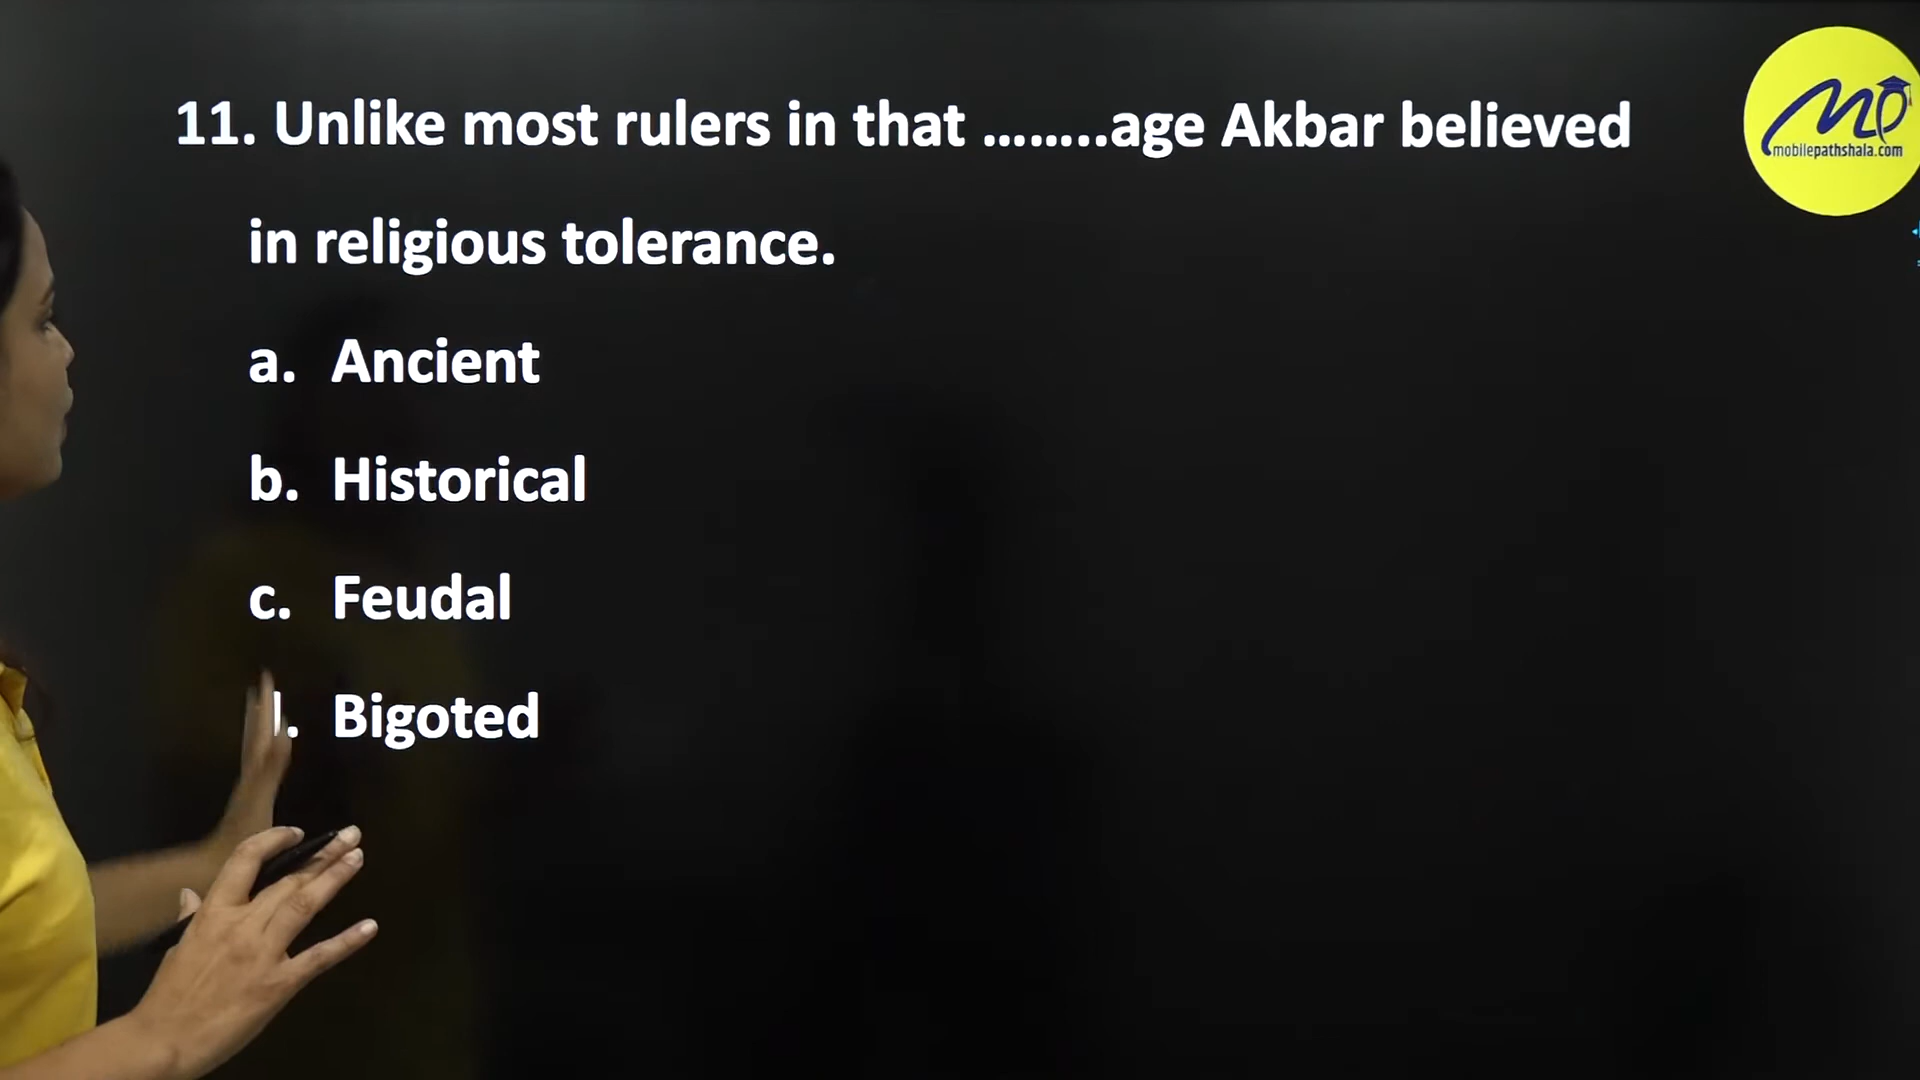 11. Unlike most rulers in that ........age Akbar believed
in religious tolerance.
a. Ancient
b. Historical
c. Feudal
. Bigoted
mobilepathshala.com